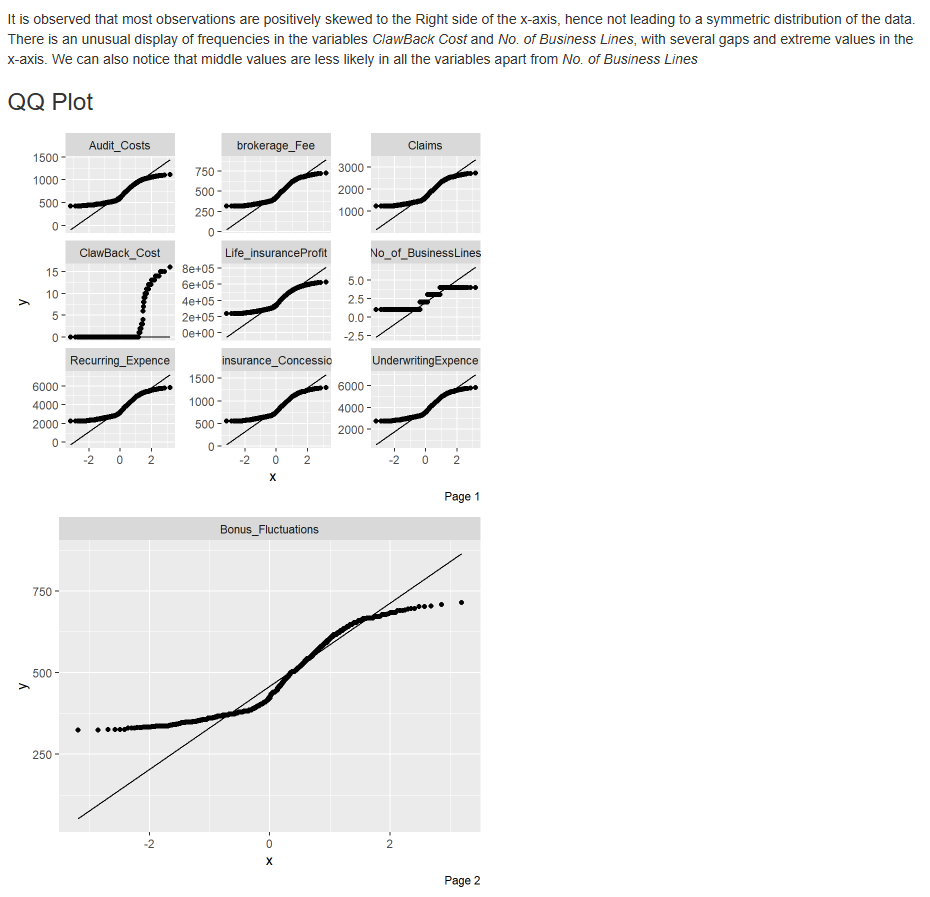 It is observed that most observations are positively skewed to the Right side of the x-axis, hence not leading to a symmetric distribution of the data.
There is an unusual display of frequencies in the variables ClawBack Cost and No. of Business Lines, with several gaps and extreme values in the
x-axis. We can also notice that middle values are less likely in all the variables apart from No. of Business Lines
QQ Plot
Audit_Costs
brokerage_Fee
Claims
1500
1000
500
0
750
500
250
0
3000
2000
1000
ClawBack_Cost
Life_insuranceProfit
No_of_BusinessLines
15
10
5
0
8e+05
6e+05
4e+05
2e+05
0e+00
5.0
2.5
0.0
-2.5
y
Recurring_Expence
insurance_Concessio
UnderwritingExpence
6000
4000
2000
0
1500
1000
500
0
6000
4000
2000
-2 0 2
-2 0 2
-2 0 2
x
Page 1
Bonus_Fluctuations
750
500
250
y
-2 0 2
x
Page 2